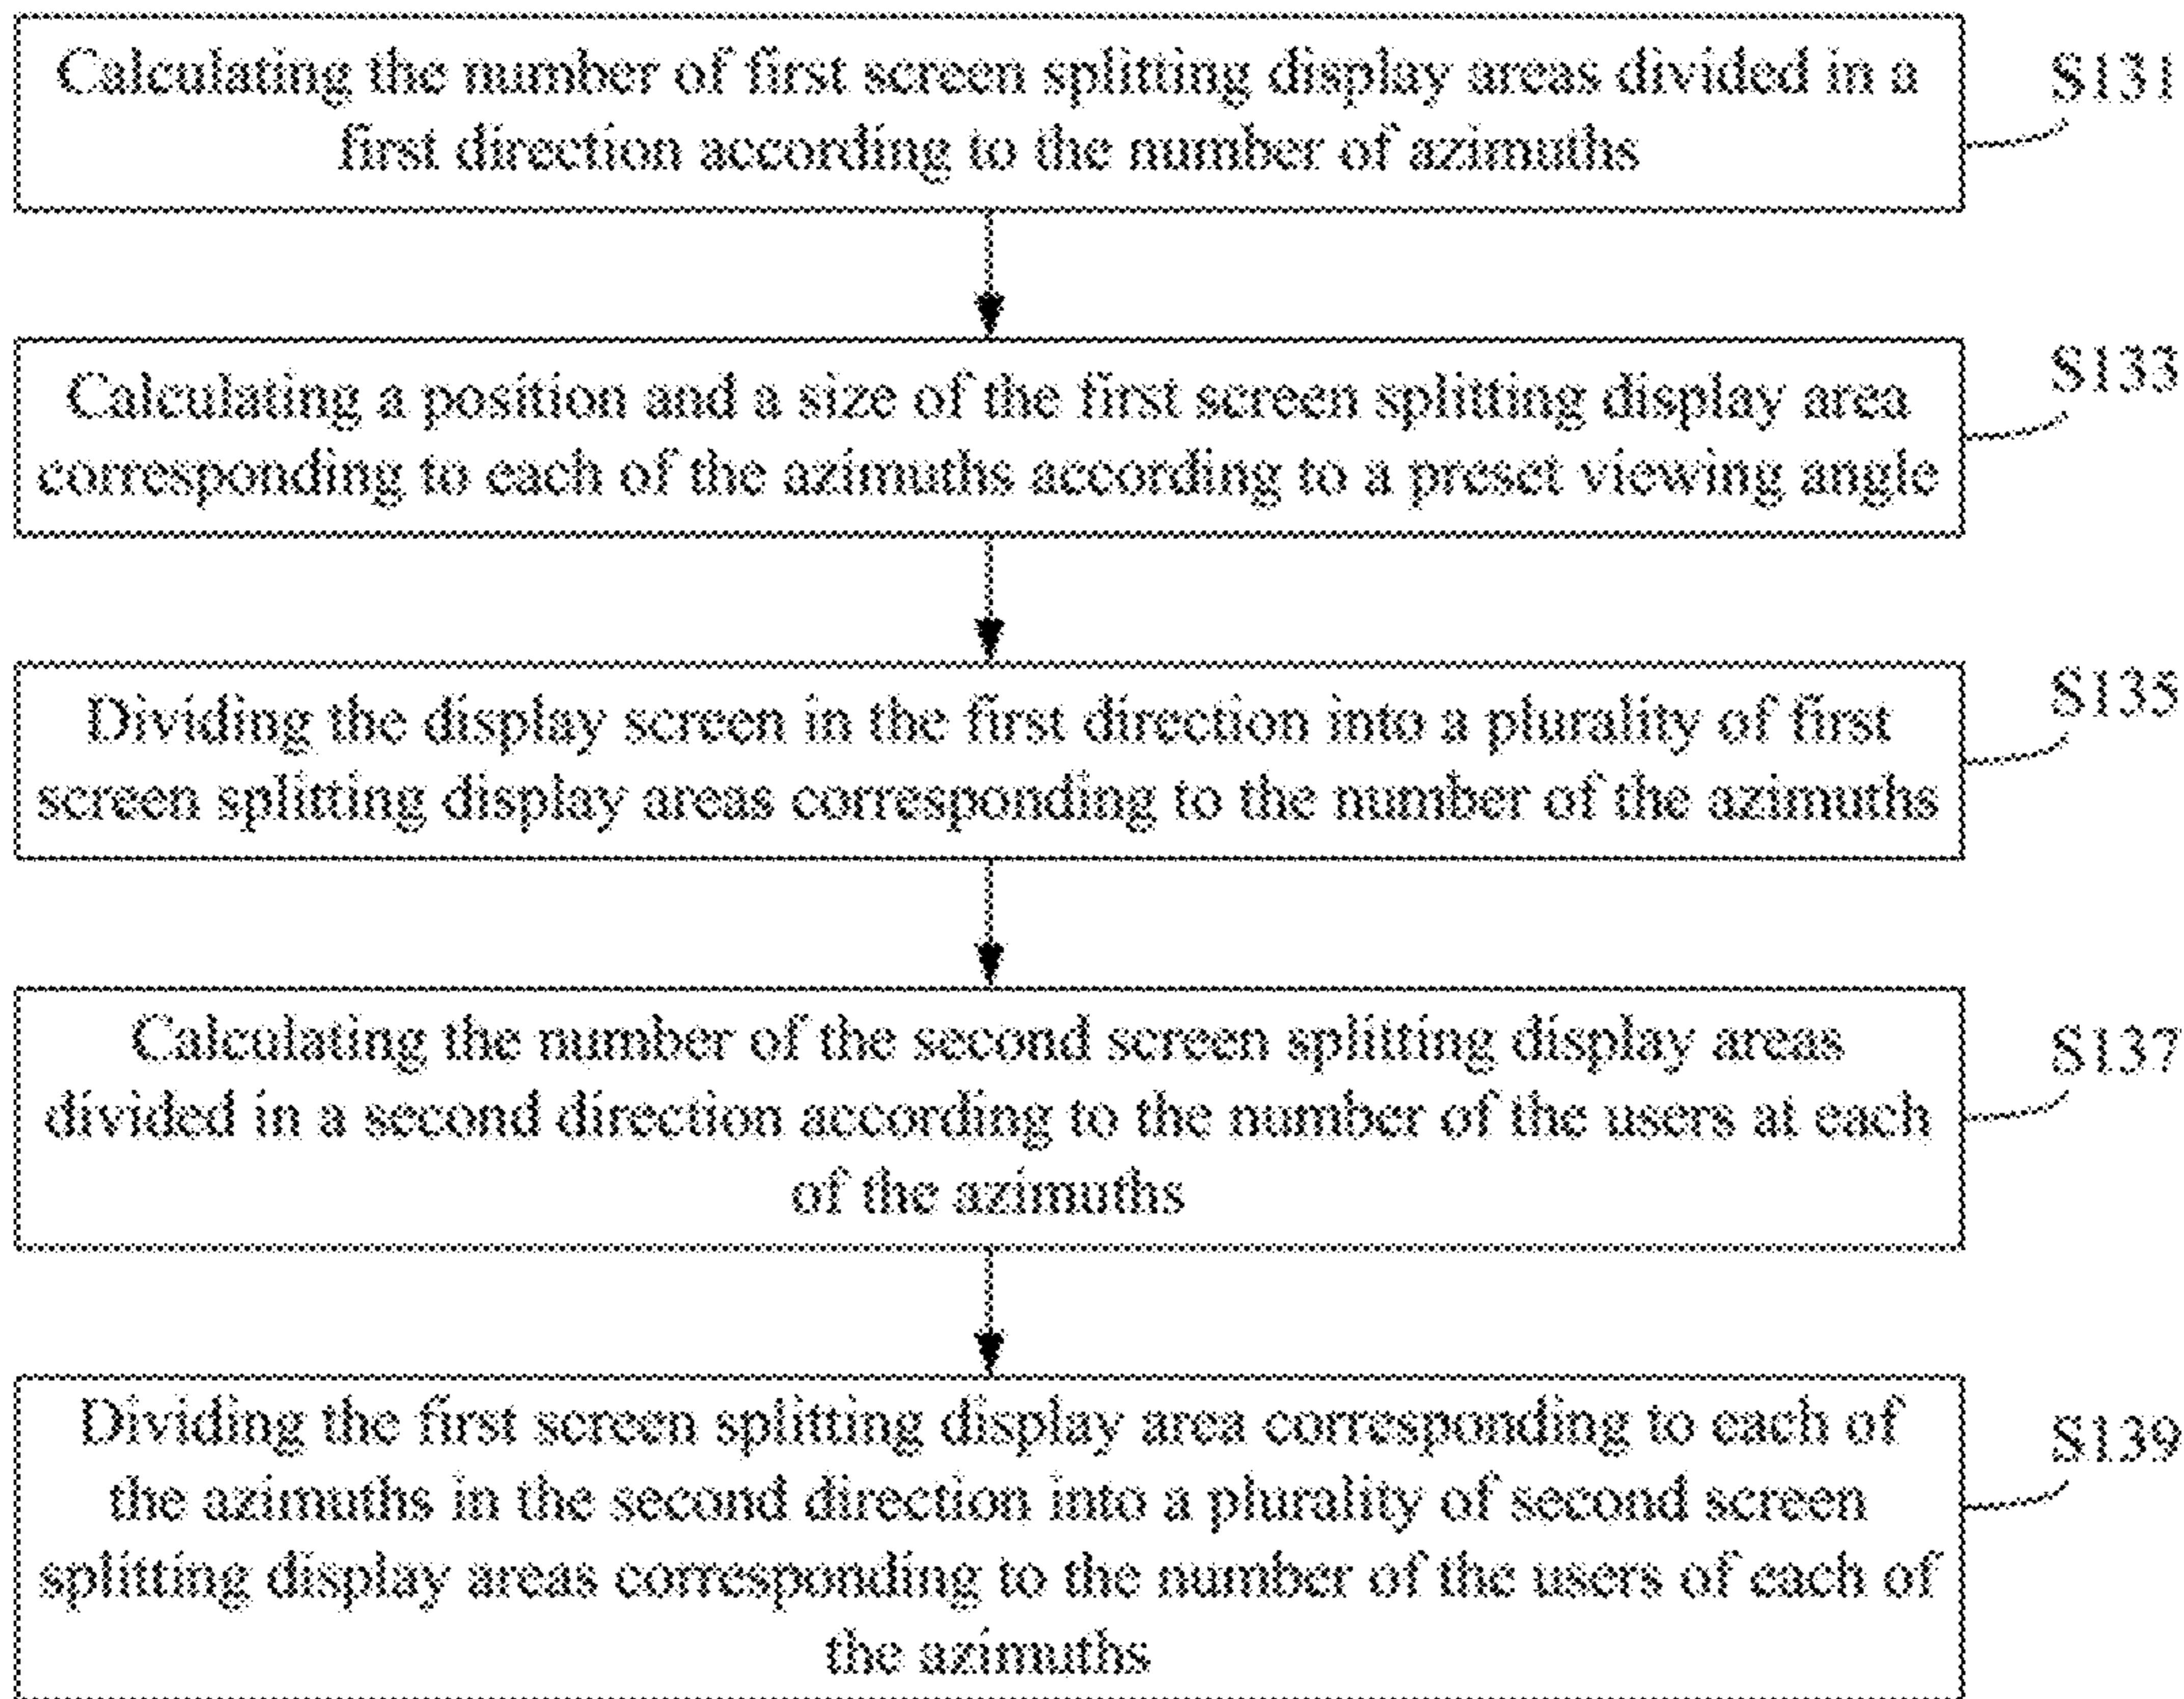 Calculating the number of first screen splitting display areas divided in a
first direction according to the number of azimuths
S131
Calculating a position and a size of the first screen splitting display area
corresponding to each of the azimuths according to a preset viewing angle
S133
Dividing the display screen in the first direction into a plurality of first
screen splitting display areas corresponding to the number of the azimuths
S135
Calculating the number of the second screen splitting display areas
divided in a second direction according to the number of the users at each
of the azimuths
S137
Dividing the first screen splitting display area corresponding to each of
the azimuths in the second direction into a plurality of second screen
splitting display areas corresponding to the number of the users of each of
the azimuths
S139